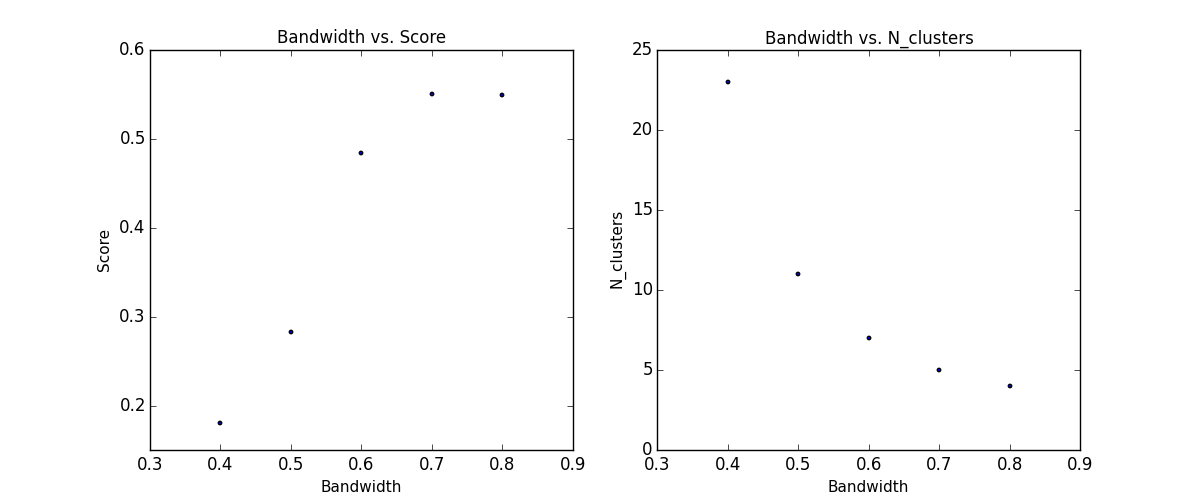 Bandwidth vs. Score
0.6
0.5
0.4
0.3
0.2
Score
0.3 0.4 0.5 0.6 0.7 0.8 0.9
Bandwidth
Bandwidth vs. N_clusters
25
20
15
10
5
0
N_clusters
0.3 0.4 0.5 0.6 0.7 0.8 0.9
Bandwidth